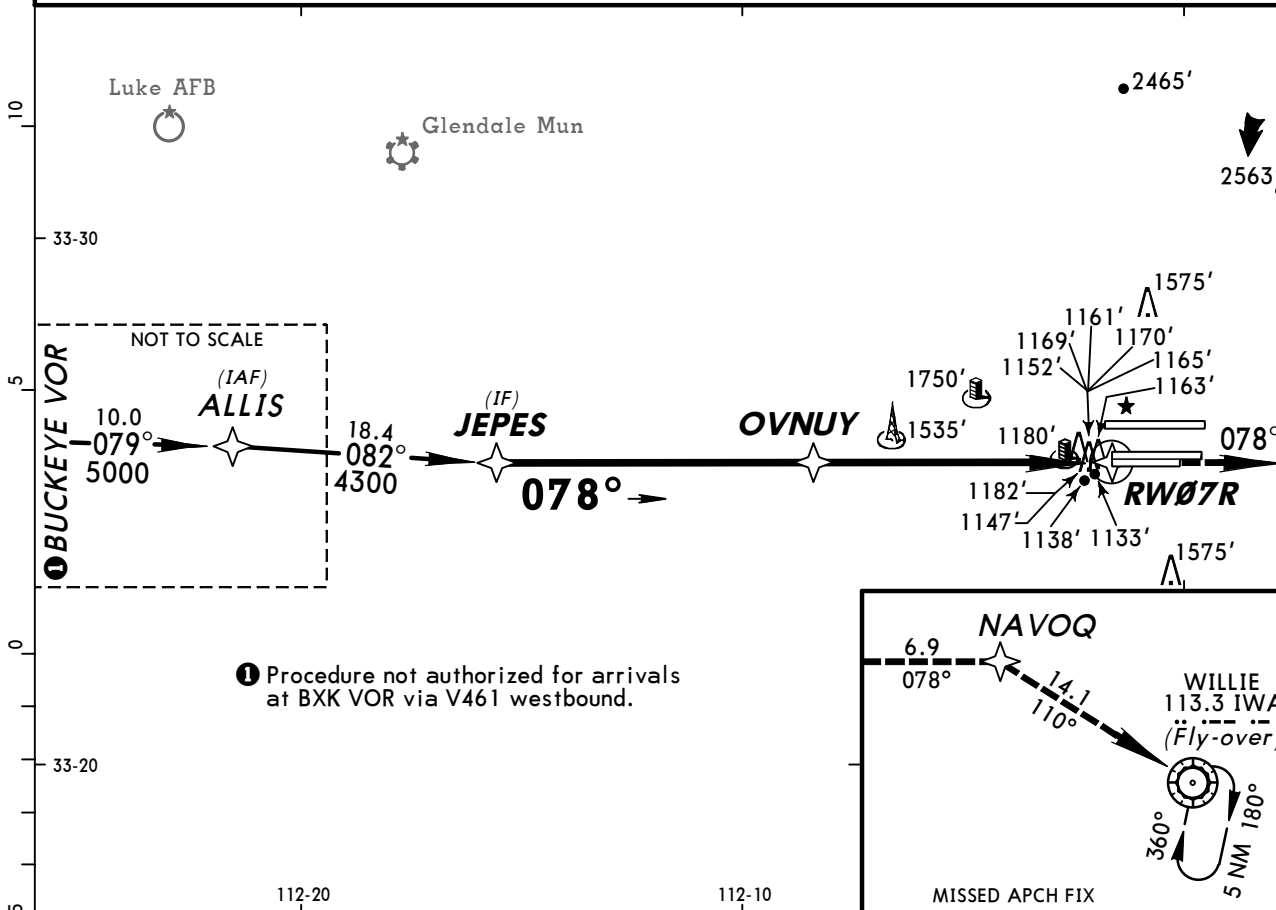 Luke AFB
Glendale Mun
2465'
2563
10
33-30
1575'
1161'
1169'
1170'
1152'
1165'
1163'
NOT TO SCALE
5
❶ BUCKEYE VOR
(IAF)
ALLIS
10.0
079°
5000
18.4
082°
4300
(IF)
JEPES
078°
OVNUY
1750'
1535'
1180'
078°
RWØ7R
1182'
1147'
1138'
1133'
1575'
0
❶ Procedure not authorized for arrivals
at BXK VOR via V461 westbound.
NAVOQ
6.9
078°
14.1
110°
WILLIE
113.3 IWA
(Fly-over)
360°
5 NM 180°
MISSED APCH FIX
33-20
5
112-20
112-10